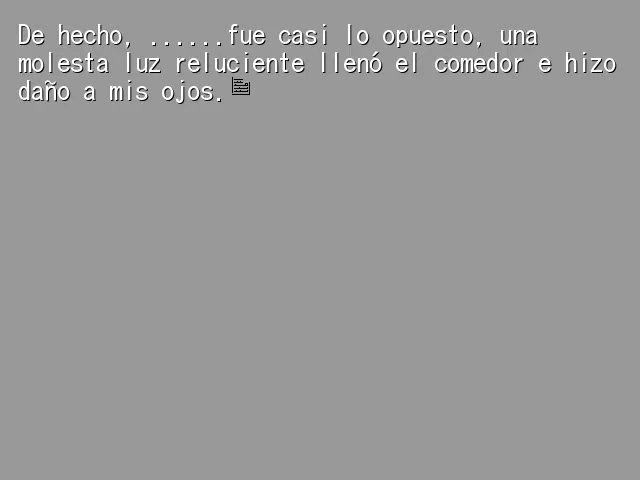 De hecho, ......fue casi lo opuesto, una
molesta luz reluciente llenó el comedor e hizo
daño a mis ojos.